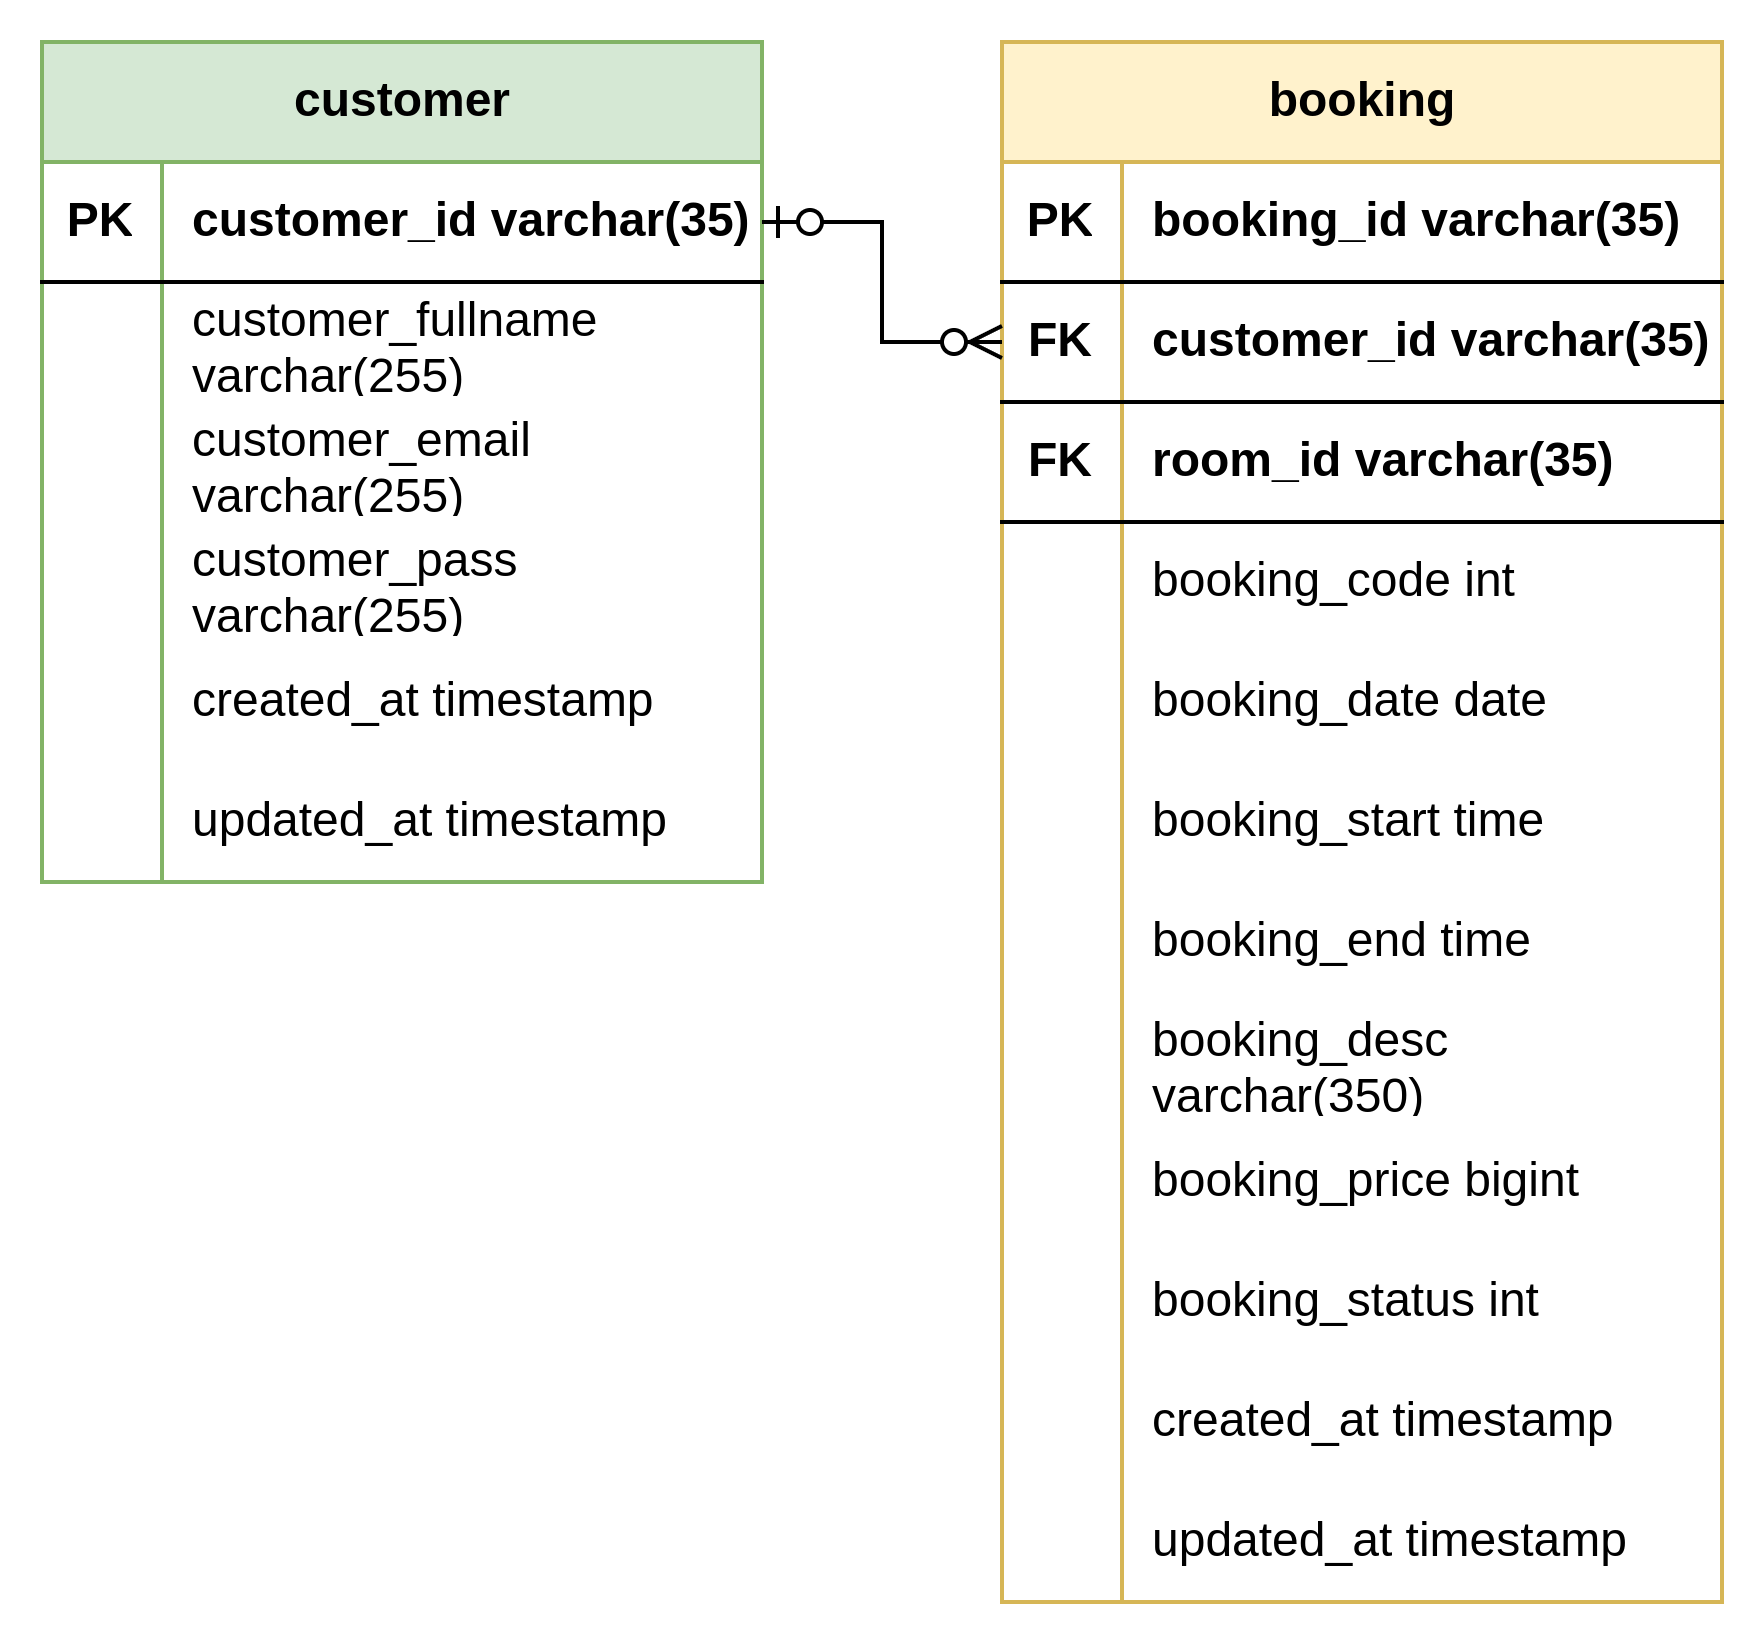 customer
PK
customer_id varchar(35)
customer_fullname
varchar(255)
customer_email
varchar(255)
customer_pass
varchar(255)
created_at timestamp
updated_at timestamp
booking
PK
booking_id varchar(35)
FK
customer_id varchar(35)
FK
room_id varchar(35)
booking_code int
booking_date date
booking_start time
booking_end time
booking_desc
varchar(350)
booking_price bigint
booking_status int
created_at timestamp
updated_at timestamp